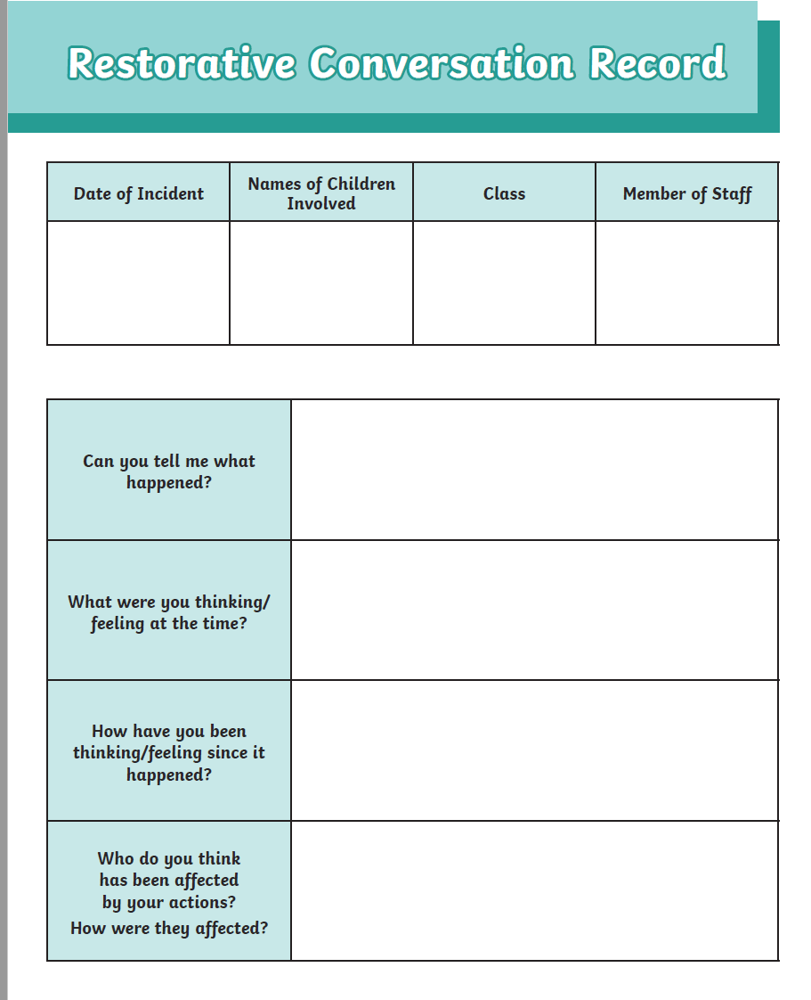 Restorative Conversation Record
Date of Incident
Names of Children
Involved
Class
Member of Staff
Can you tell me what
happened?
What were you thinking/
feeling at the time?
How have you been
thinking/feeling since it
happened?
Who do you think
has been affected
by your actions?
How were they affected?